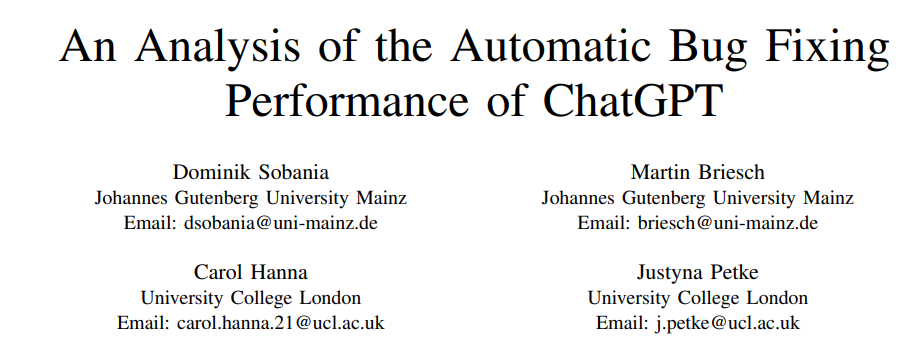 An Analysis of the Automatic Bug Fixing
Performance of ChatGPT
Dominik Sobania
Johannes Gutenberg University Mainz
Email: dsobania@uni-mainz.de
Martin Briesch
Johannes Gutenberg University Mainz
Email: briesch@uni-mainz.de
Carol Hanna
University College London
Email: carol.hanna.21@ucl.ac.uk
Justyna Petke
University College London
Email: j.petke@ucl.ac.uk